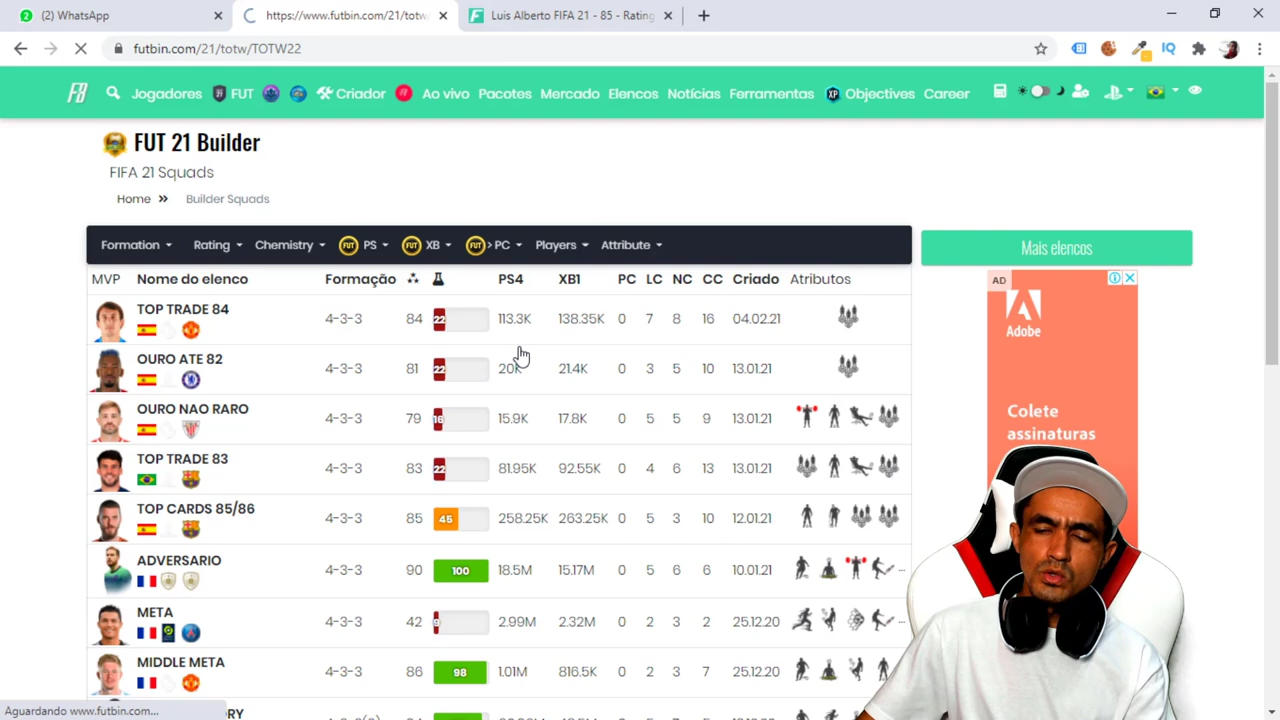 (2) WhatsApp
https://www.futbin.com/21/totw/
Luis Alberto FIFA 21 - 85 - Rating
futbin.com/21/totw/TOTW22
IQ
F8 Jogadores FUT Criador Ao vivo Pacotes Mercado Elencos Notícias Ferramentas XP Objectives Career
FUT 21 Builder
FIFA 21 Squads
Home Builder Squads
Formation Rating Chemistry FUT PS FUT XB FUT > PC Players Attribute
Mais elencos
MVP Nome do elenco Formação PS4 XB1 PC LC NC CC Criado Atributos
TOP TRADE 84 4-3-3 84 22 113.3K 138.35K 0 7 8 16 04.02.21
OURO ATE 82 4-3-3 81 22 21.4K 0 3 5 10 13.01.21
OURO NAO RARO 4-3-3 79 16 15.9K 17.8K 0 5 5 9 13.01.21
TOP TRADE 83 4-3-3 83 22 81.95K 92.55K 0 4 6 13 13.01.21
TOP CARDS 85/86 4-3-3 85 45 258.25K 263.25K 0 5 3 10 12.01.21
ADVERSARIO 4-3-3 90 100 18.5M 15.17M 0 5 6 6 10.01.21
META 4-3-3 42 9 2.99M 2.32M 0 2 3 2 25.12.20
MIDDLE META 4-3-3 86 98 1.01M 816.5K 0 2 3 7 25.12.20
AD
Adobe
Colete
assinaturas
Aguardando www.futbin.com...